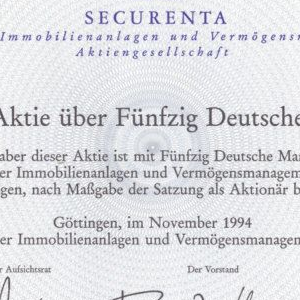 SECURENTA
Immobilienanlagen und Vermögens
Aktiengesellschaft
Aktie über Fünfzig Deutsche
aber dieser Aktie ist mit Fünfzig Deutsche Ma
er Immobilienanlagen und Vermögensmanagem
gen, nach Maßgabe der Satzung als Aktionär b
Göttingen, im November 1994
er Immobilienanlagen und Vermögensmanagem
er Aufsichtsrat Der Vorstand